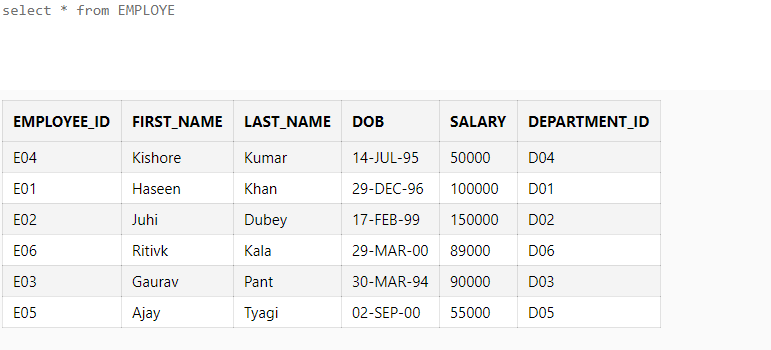 select * from EMPLOYE
EMPLOYEE_ID FIRST_NAME LAST_NAME DOB SALARY DEPARTMENT_ID
E04 Kishore Kumar 14-JUL-95 50000 D04
E01 Haseen Khan 29-DEC-96 100000 D01
E02 Juhi Dubey 17-FEB-99 150000 D02
E06 Ritivk Kala 29-MAR-00 89000 D06
E03 Gaurav Pant 30-MAR-94 90000 D03
E05 Ajay Tyagi 02-SEP-00 55000 D05